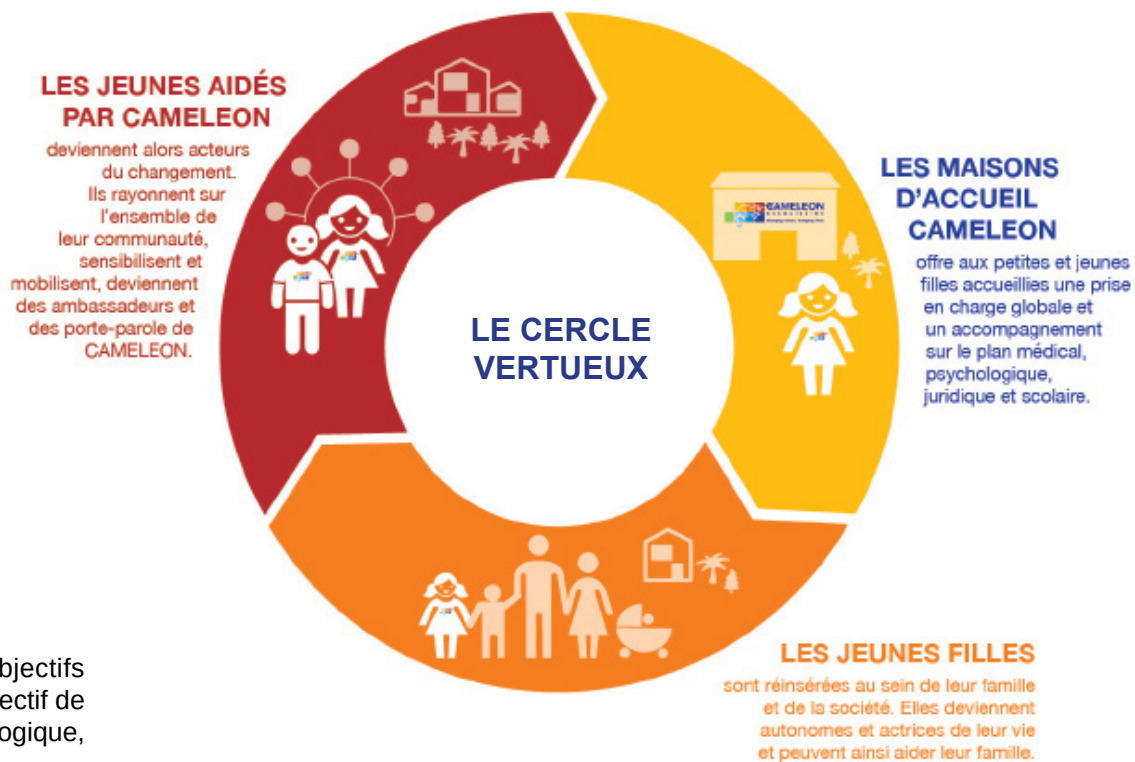 LES JEUNES AIDÉS
PAR CAMELEON
deviennent alors acteurs
du changement.
Ils rayonnent sur
l'ensemble de
leur communauté,
sensibilisent et
mobilisent, deviennent
des ambassadeurs et
des porte-parole de
CAMELEON.
LE CERCLE
VERTUEUX
CAMELEON
LES MAISONS
D'ACCUEIL
CAMELEON
offre aux petites et jeunes
filles accueillies une prise
en charge globale et
un accompagnement
sur le plan médical,
psychologique,
juridique et scolaire.
LES JEUNES FILLES
sont réinsérées au sein de leur famille
et de la société. Elles deviennent
autonomes et actrices de leur vie
et peuvent ainsi aider leur famille.
bjectifs
ectif de
ogique,